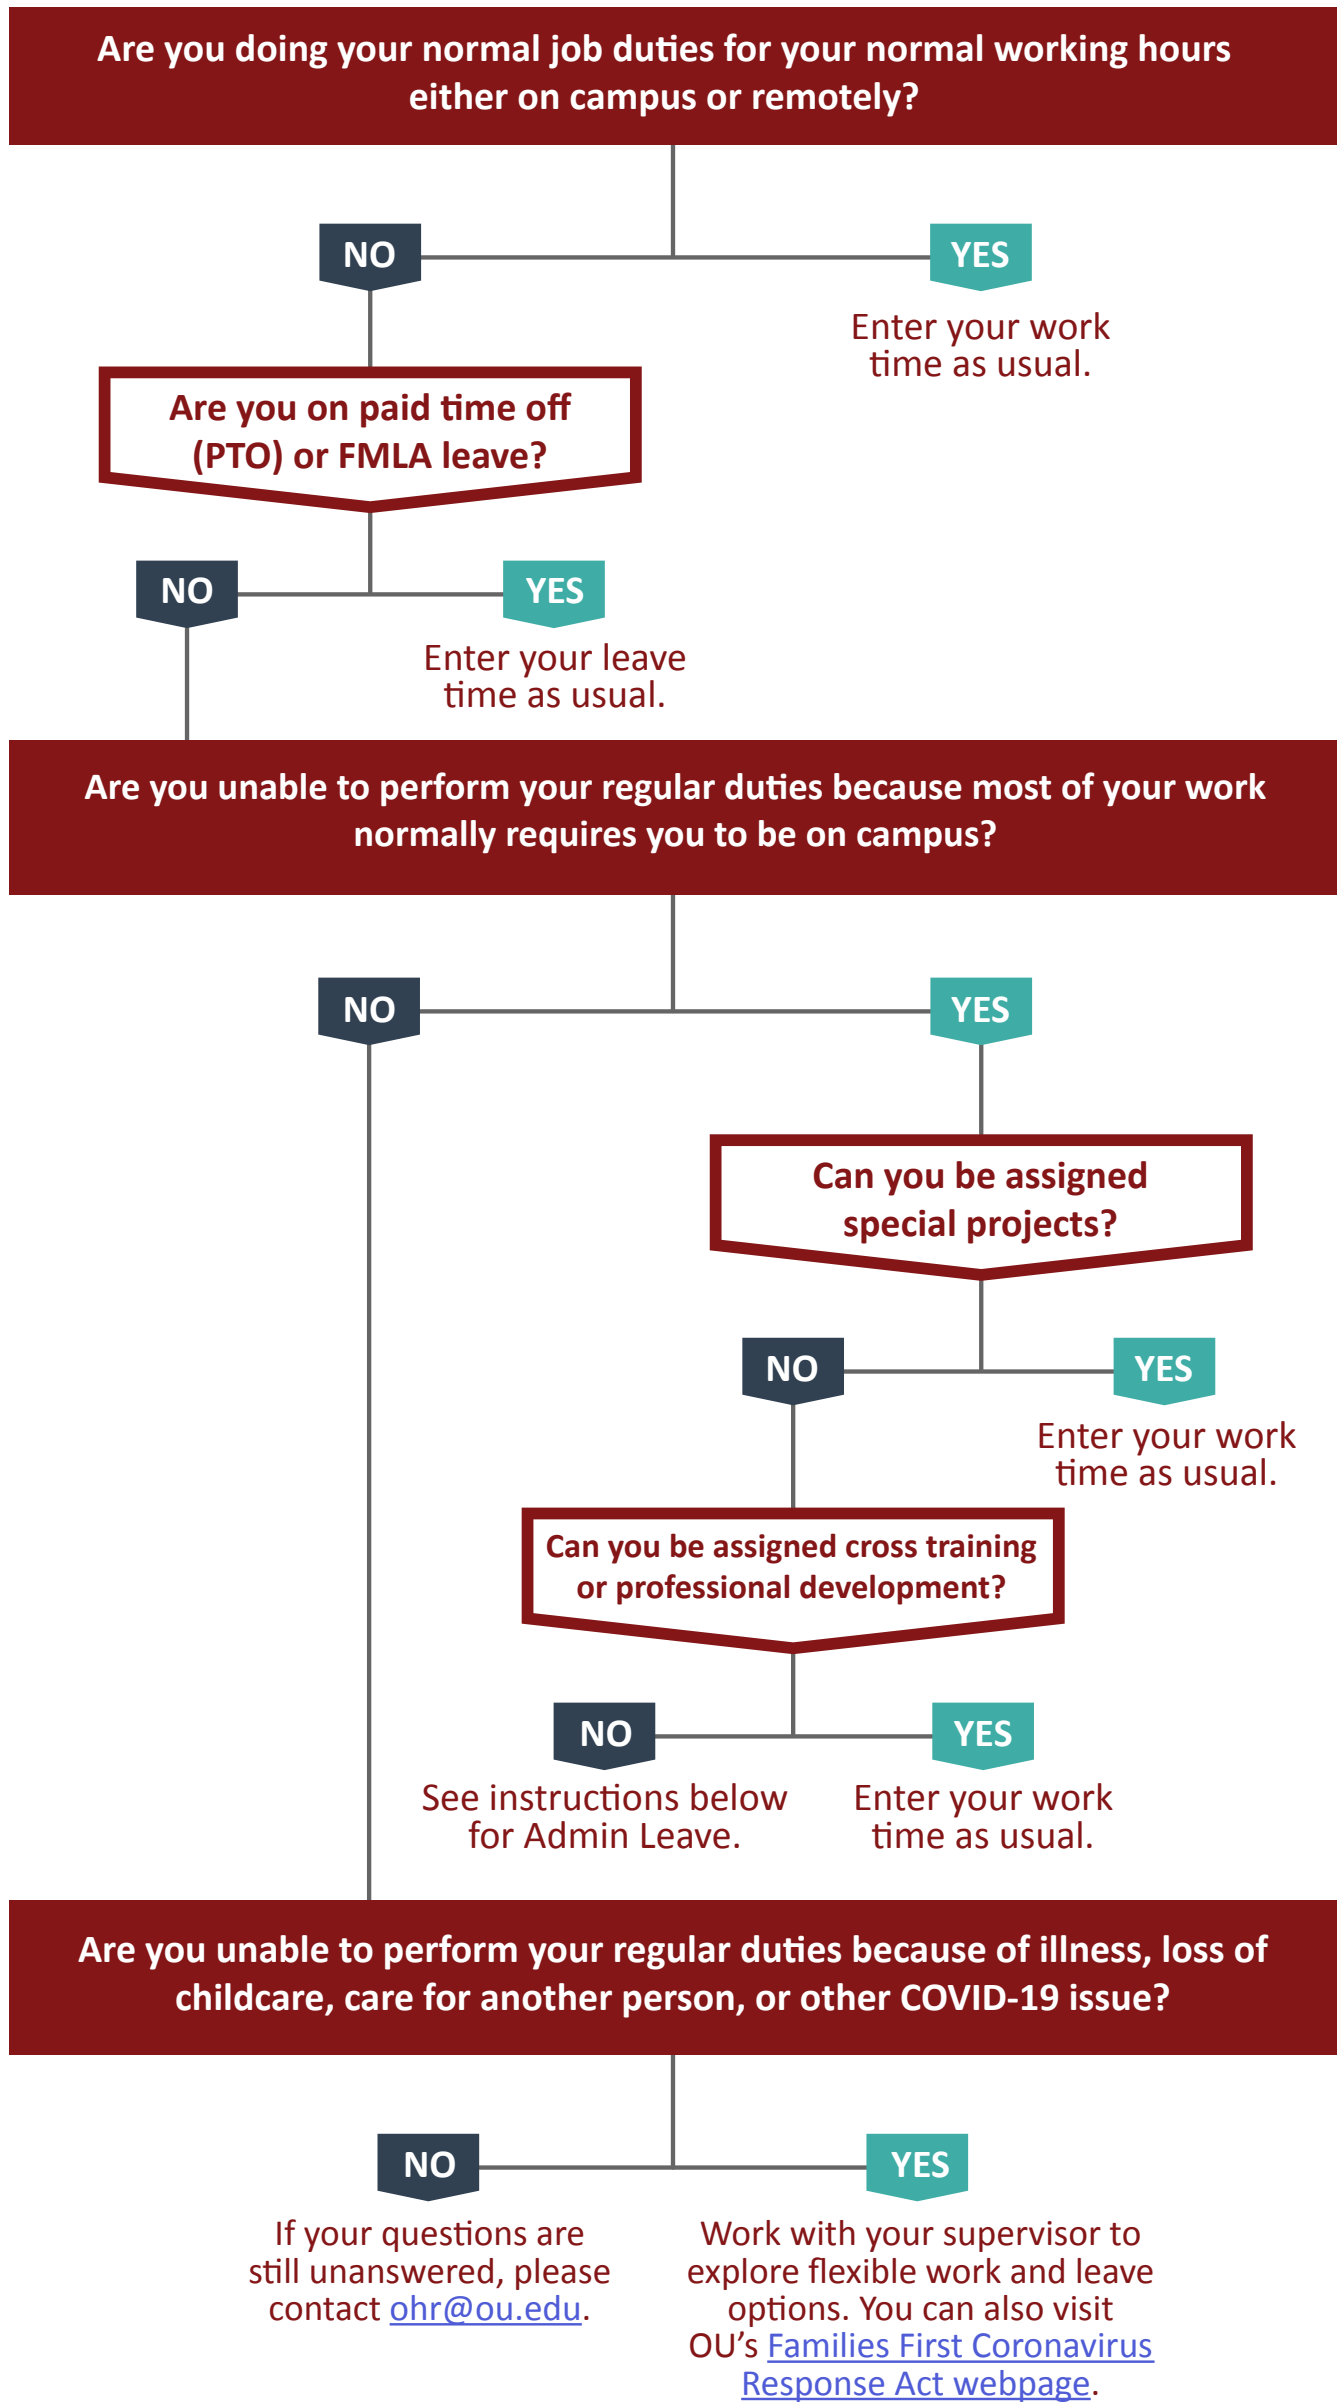 Are you doing your normal job duties for your normal working hours
either on campus or remotely?
NO
YES
Enter your work
time as usual.
Are you on paid time off
(PTO) or FMLA leave?
NO
YES
Enter your leave
time as usual.
Are you unable to perform your regular duties because most of your work
normally requires you to be on campus?
NO
YES
Can you be assigned
special projects?
NO
YES
Enter your work
time as usual.
Can you be assigned cross training
or professional development?
NO
YES
See instructions below
for Admin Leave.
Enter your work
time as usual.
Are you unable to perform your regular duties because of illness, loss of
childcare, care for another person, or other COVID-19 issue?
NO
YES
If your questions are
still unanswered, please
contact ohr@ou.edu.
Work with your supervisor to
explore flexible work and leave
options. You can also visit
OU's Families First Coronavirus
Response Act webpage.